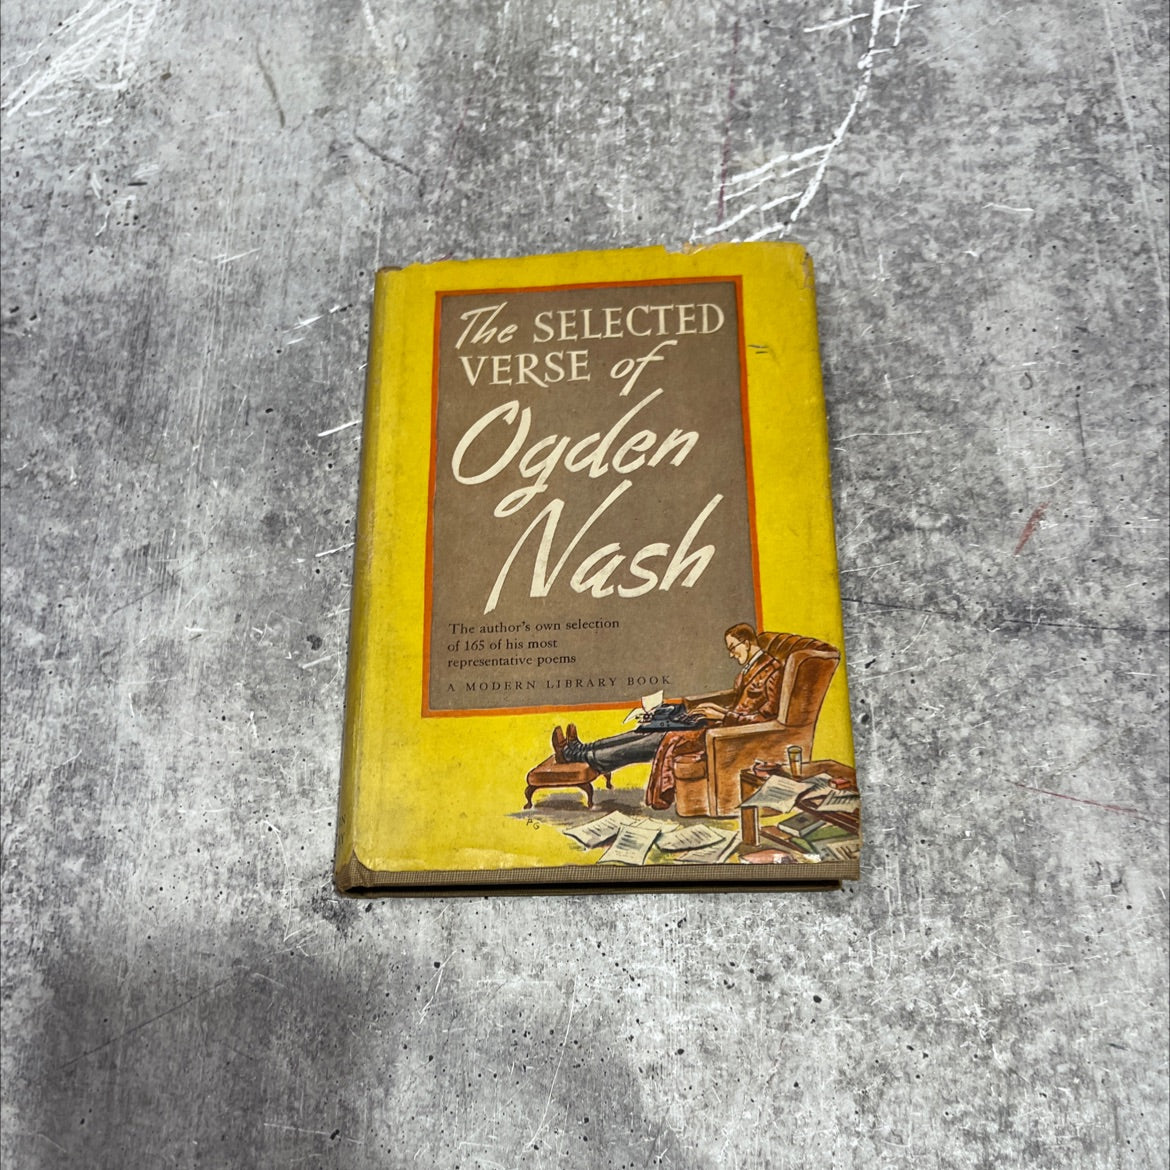 The SELECTED
VERSE of
Ogden
Nash
The author's own selection
of 165 of his most
representative poems
A MODERN LIBRARY BOOK
PG